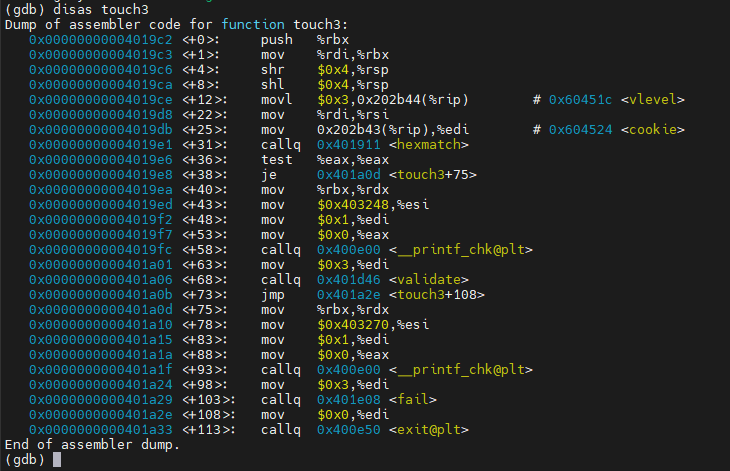 (gdb) disas touch3
Dump of assembler code for function touch3:
   0x00000000004019c2 <+0>:     push   %rbx
   0x00000000004019c3 <+1>:     mov    %rdi,%rbx
   0x00000000004019c6 <+4>:     shr    $0x4,%rsp
   0x00000000004019ca <+8>:     shl    $0x4,%rsp
   0x00000000004019ce <+12>:    movl   $0x3,0x202b44(%rip)        # 0x60451c <vlevel>
   0x00000000004019d8 <+22>:    mov    %rdi,%rsi
   0x00000000004019db <+25>:    mov    0x202b43(%rip),%edi        # 0x604524 <cookie>
   0x00000000004019e1 <+31>:    callq  0x401911 <hexmatch>
   0x00000000004019e6 <+36>:    test   %eax,%eax
   0x00000000004019e8 <+38>:    je     0x401a0d <touch3+75>
   0x00000000004019ea <+40>:    mov    %rbx,%rdx
   0x00000000004019ed <+43>:    mov    $0x403248,%esi
   0x00000000004019f2 <+48>:    mov    $0x1,%edi
   0x00000000004019f7 <+53>:    mov    $0x0,%eax
   0x00000000004019fc <+58>:    callq  0x400e00 <__printf_chk@plt>
   0x0000000000401a01 <+63>:    mov    $0x3,%edi
   0x0000000000401a06 <+68>:    callq  0x401d46 <validate>
   0x0000000000401a0b <+73>:    jmp    0x401a2e <touch3+108>
   0x0000000000401a0d <+75>:    mov    %rbx,%rdx
   0x0000000000401a10 <+78>:    mov    $0x403270,%esi
   0x0000000000401a15 <+83>:    mov    $0x1,%edi
   0x0000000000401a1a <+88>:    mov    $0x0,%eax
   0x0000000000401a1f <+93>:    callq  0x400e00 <__printf_chk@plt>
   0x0000000000401a24 <+98>:    mov    $0x3,%edi
   0x0000000000401a29 <+103>:   callq  0x401e08 <fail>
   0x0000000000401a2e <+108>:   mov    $0x0,%edi
   0x0000000000401a33 <+113>:   callq  0x400e50 <exit@plt>
End of assembler dump.
(gdb)